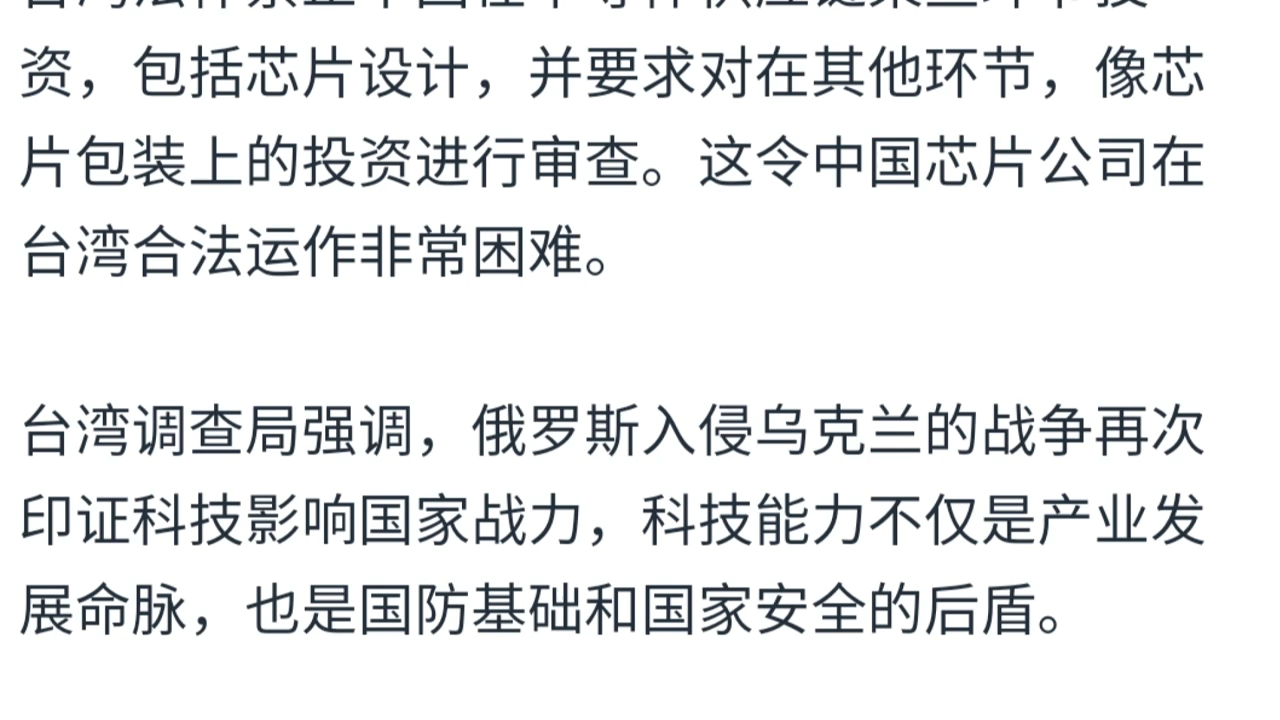 资，包括芯片设计，并要求对在其他环节，像芯
片包装上的投资进行审查。这令中国芯片公司在
台湾合法运作非常困难。
台湾调查局强调，俄罗斯入侵乌克兰的战争再次
印证科技影响国家战力，科技能力不仅是产业发
展命脉，也是国防基础和国家安全的后盾。